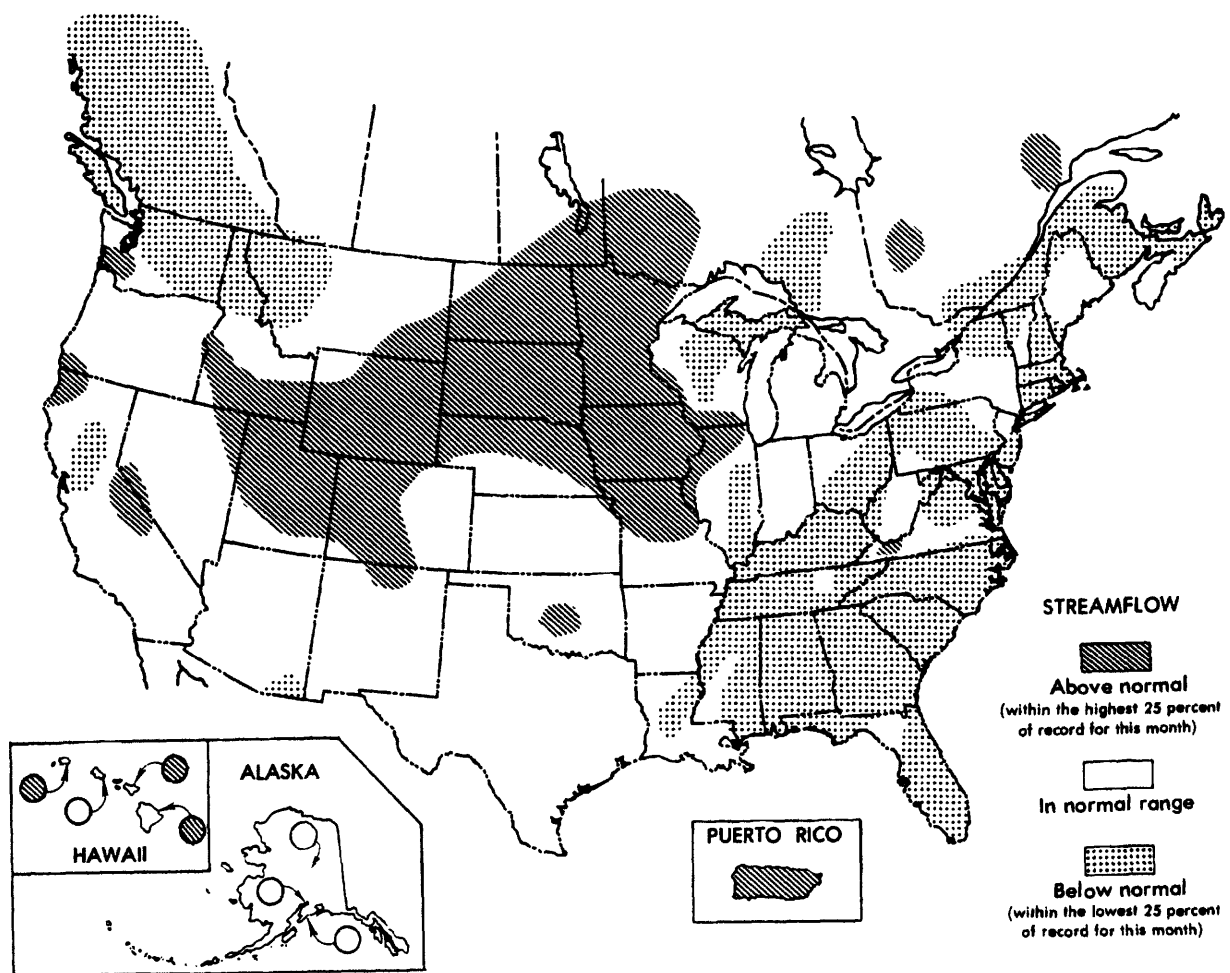 STREAMFLOW
Above normal
(within the highest 25 percent
of record for this month)
In normal range
Below normal
(within the lowest 25 percent
of record for this month)
HAWAII
ALASKA
PUERTO RICO